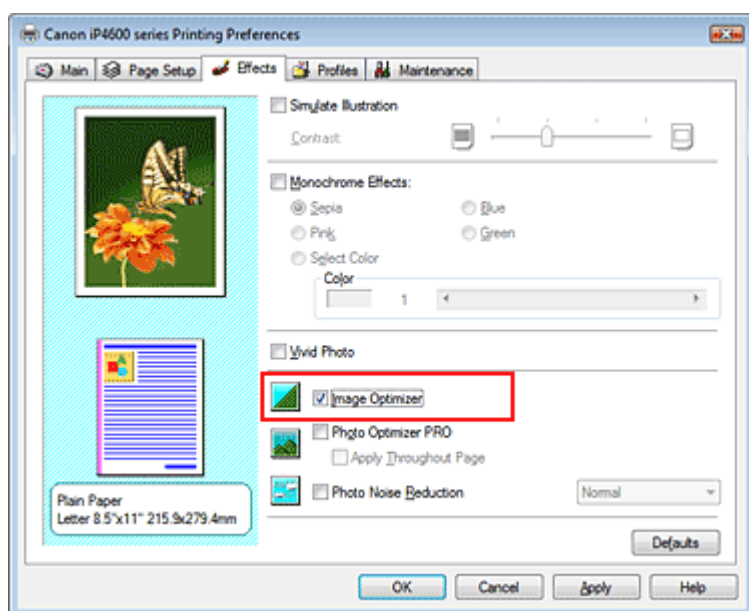 Canon iP4600 series Printing Preferences
Main Page Setup Effects Profiles Maintenance
Simulate Illustration
Contrast:
Monochrome Effects:
Sepia Blue
Pink Green
Select Color
Color
1
Vivid Photo
Image Optimizer
Photo Optimizer PRO
Apply Throughout Page
Photo Noise Reduction Normal
Plain Paper
Letter 8.5"x11" 215.9x279.4mm
Defaults
OK Cancel Apply Help